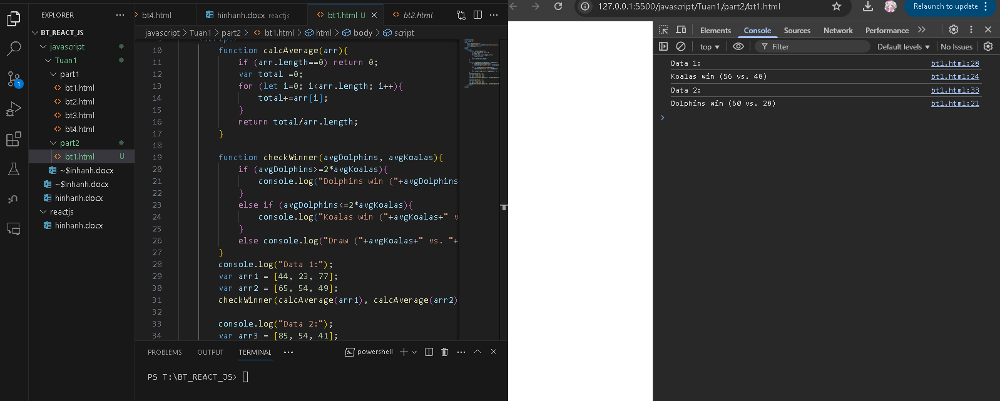 EXPLORER
BT_REACT_JS
javascript
Tuan1
part1
bt1.html
bt2.html
bt3.html
bt4.html
part2
bt1.html U
~$inhanh.docx
~$inhanh.docx
hinhanh.docx
reactjs
hinhanh.docx
1
bt4.html hinhanh.docx reactjs bt1.html U bt2.html
javascript > Tuan1 > part2 > bt1.html > html > body > script
10 function calcAverage(arr){
11 if (arr.length==0) return 0;
12 var total =0;
13 for (let i=0; i<arr.length; i++){
14 total+=arr[i];
15 }
16 return total/arr.length;
17 }
18
19 function checkWinner(avgDolphins, avgKoalas){
20 if (avgDolphins>=2*avgKoalas){
21 console.log("Dolphins win ("+avgDolphins
22 }
23 else if (avgDolphins<=2*avgKoalas){
24 console.log("Koalas win ("+avgKoalas+" v
25 }
26 else console.log("Draw ("+avgKoalas+" vs. "+
27 }
28 console.log("Data 1:");
29 var arr1 = [44, 23, 77];
30 var arr2 = [65, 54, 49];
31 checkWinner(calcAverage(arr1), calcAverage(arr2)
32
33 console.log("Data 2:");
34 var arr3 = [85, 54, 41];
PROBLEMS OUTPUT TERMINAL powershell
PS T:\BT_REACT_JS>
127.0.0.1:5500/javascript/Tuan1/part2/bt1.html Relaunch to update
Elements Console Sources Network Performance
top Filter Default levels No Issues
Data 1: bt1.html:28
Koalas win (56 vs. 48) bt1.html:24
Data 2: bt1.html:33
Dolphins win (60 vs. 28) bt1.html:21